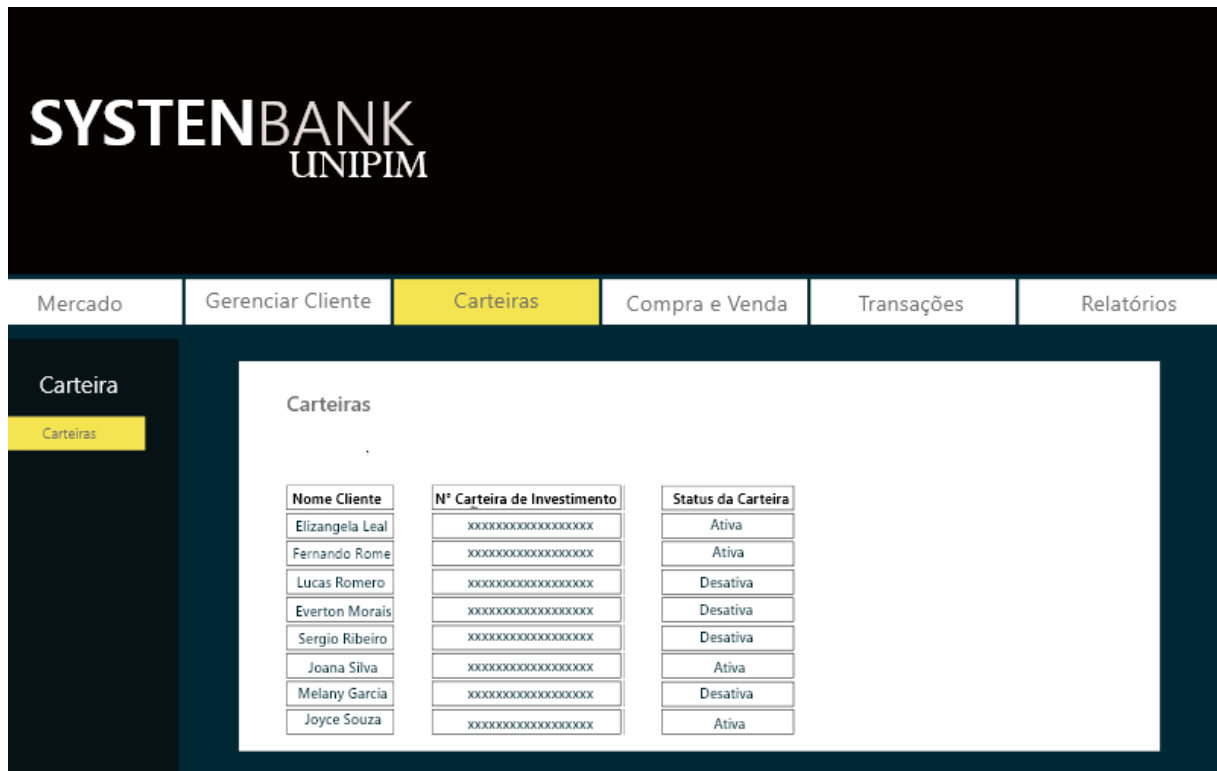 SYSTENBANK
UNIPIM
Mercado Gerenciar Cliente Carteiras Compra e Venda Transações Relatórios
Carteira
Carteiras
Carteiras
Nome Cliente N° Carteira de Investimento Status da Carteira
Elizangela Leal xxxxxxxxxxxxxxxxxx Ativa
Fernando Rome xxxxxxxxxxxxxxxxxx Ativa
Lucas Romero xxxxxxxxxxxxxxxxxx Desativa
Everton Morais xxxxxxxxxxxxxxxxxx Desativa
Sergio Ribeiro xxxxxxxxxxxxxxxxxx Desativa
Joana Silva xxxxxxxxxxxxxxxxxx Ativa
Melany Garcia xxxxxxxxxxxxxxxxxx Desativa
Joyce Souza xxxxxxxxxxxxxxxxxx Ativa